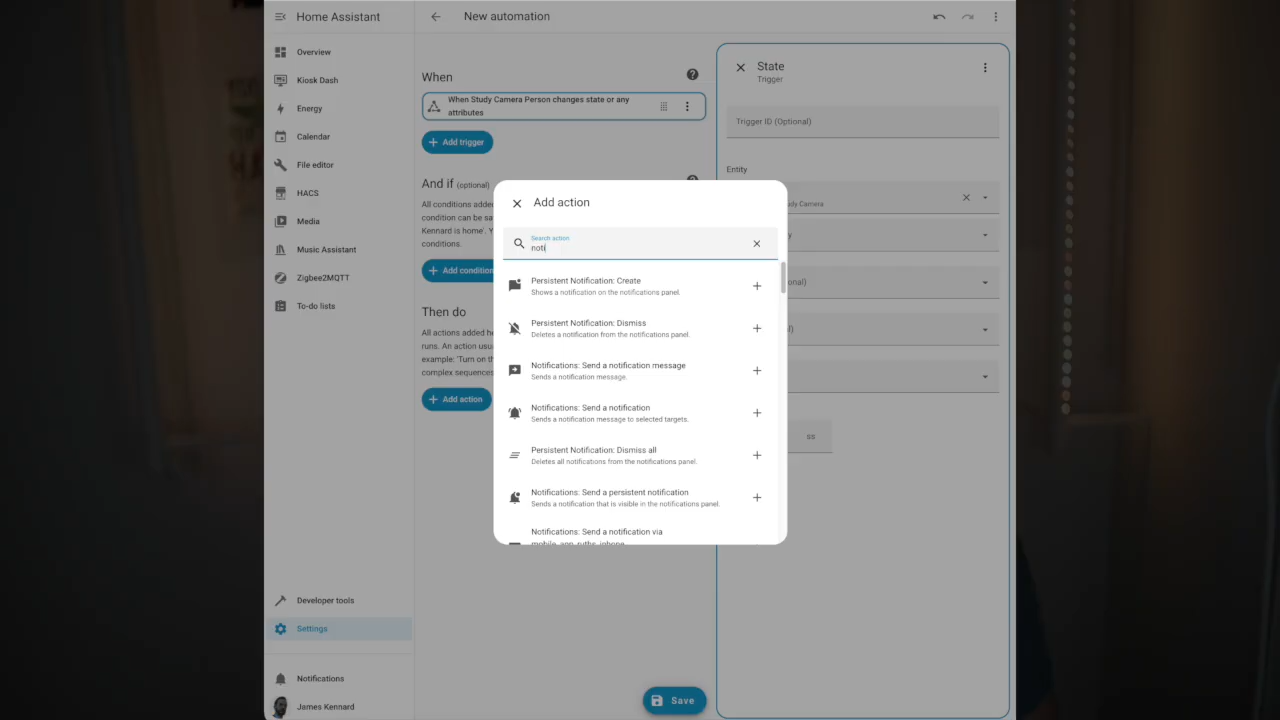 Home Assistant
Overview
Kiosk Dash
Energy
Calendar
File editor
HACS
Media
Music Assistant
Zigbee2MQTT
To-do lists
Developer tools
Settings
Notifications
James Kennard
New automation
When
When Study Camera Person changes state or any
attributes
Add trigger
And if (optional)
All conditions added
condition can be sa
Kennard is home'. Y
conditions.
Add condition
Then do
All actions added he
runs. An action usu
example: 'Turn on th
complex sequences
Add action
Save
State
Trigger
Trigger ID (Optional)
Entity
udy Camera
y
onal)
l)
ss
Add action
Search action
noti
Persistent Notification: Create
Shows a notification on the notifications panel.
Persistent Notification: Dismiss
Deletes a notification from the notifications panel.
Notifications: Send a notification message
Sends a notification message.
Notifications: Send a notification
Sends a notification message to selected targets.
Persistent Notification: Dismiss all
Deletes all notifications from the notifications panel.
Notifications: Send a persistent notification
Sends a notification that is visible in the notifications panel.
Notifications: Send a notification via
mobile_app_ruths_iphone